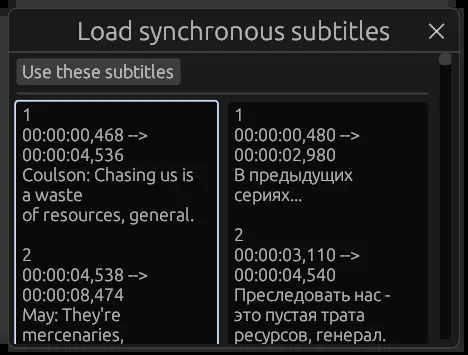 Load synchronous subtitles
Use these subtitles
1
00:00:00,468 -->
00:00:04,536
Coulson: Chasing us is
a waste
of resources, general.
2
00:00:04,538 -->
00:00:08,474
May: They're
mercenaries,
1
00:00:00,480 -->
00:00:02,980
В предыдущих
сериях...
2
00:00:03,110 -->
00:00:04,540
Преследовать нас -
это пустая трата
ресурсов, генерал.